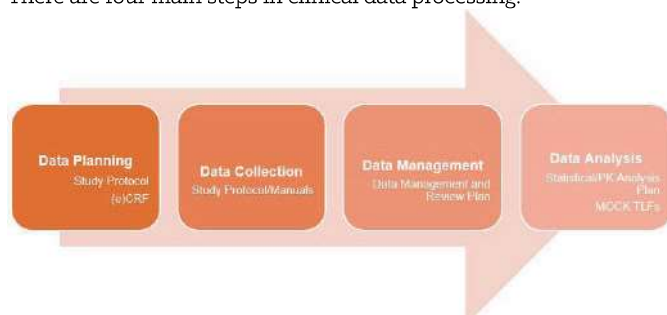 There are four main steps in clinical data processing:
Data Planning
Study Protocol
(e)CRF
Data Collection
Study Protocol/Manuals
Data Management
Data Management and
Review Plan
Data Analysis
Statistical/PK Analysis
Plan
MOCK TLFs